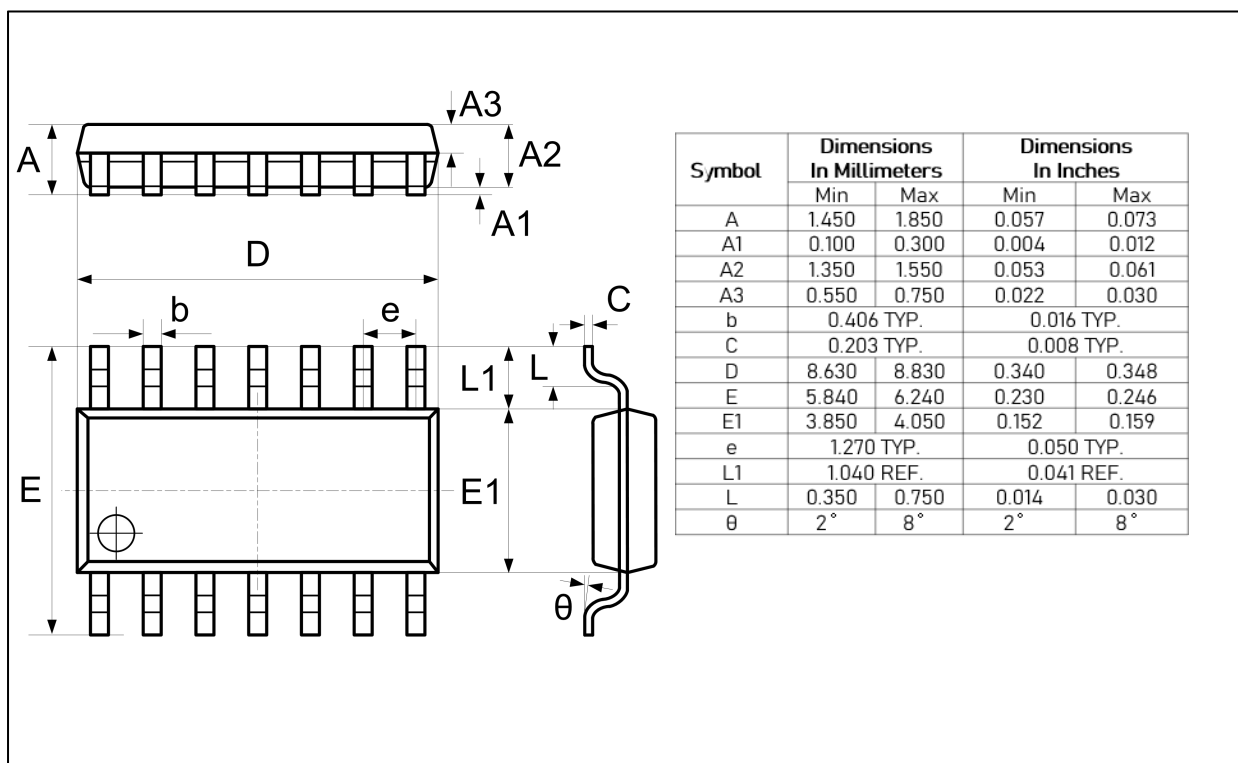 A
A3
A2
A1
D
b
e
C
L1
L
E
E1
θ
Symbol
Dimensions In Millimeters
Dimensions In Inches
Min Max Min Max
A 1.450 1.850 0.057 0.073
A1 0.100 0.300 0.004 0.012
A2 1.350 1.550 0.053 0.061
A3 0.550 0.750 0.022 0.030
b 0.406 TYP. 0.016 TYP.
C 0.203 TYP. 0.008 TYP.
D 8.630 8.830 0.340 0.348
E 5.840 6.240 0.230 0.246
E1 3.850 4.050 0.152 0.159
e 1.270 TYP. 0.050 TYP.
L1 1.040 REF. 0.041 REF.
L 0.350 0.750 0.014 0.030
θ 2° 8° 2° 8°